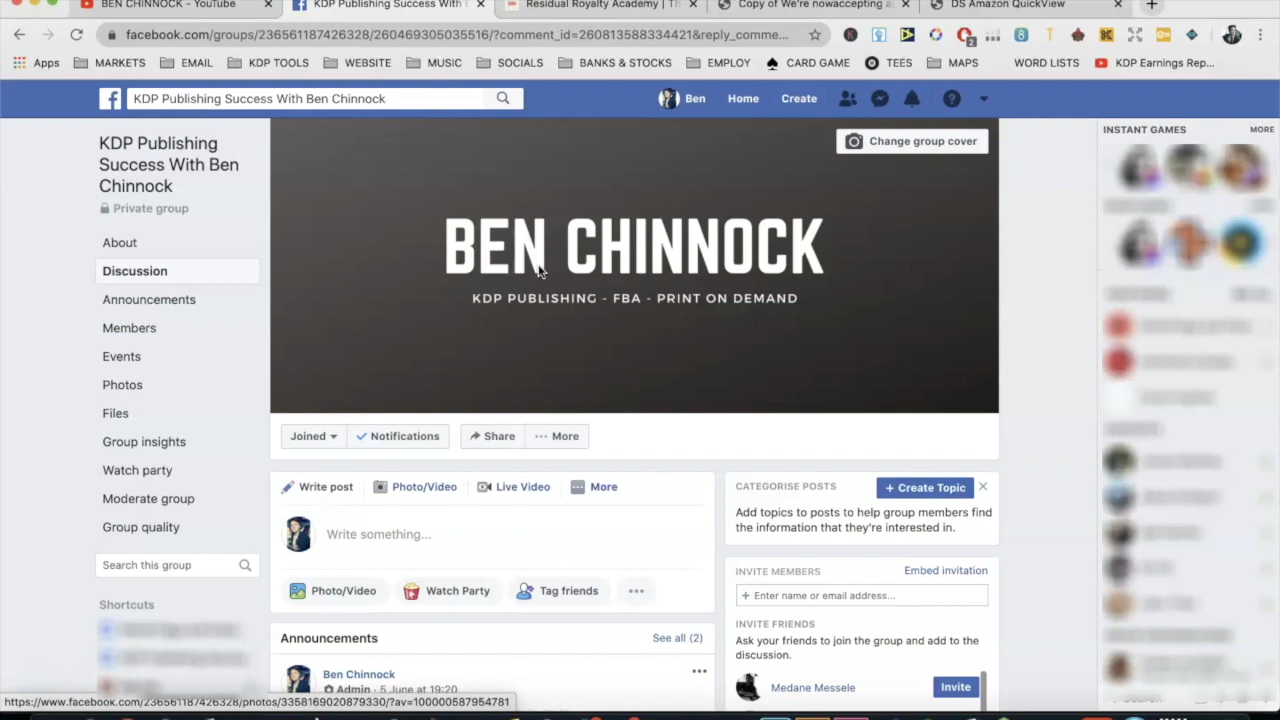 BEN CHINNOCK - YouTube
KDP Publishing Success With
Residual Royalty Academy | Th
Copy of We're nowaccepting a
DS Amazon QuickView
facebook.com/groups/236561187426328/260469305035516/?comment_id=260813588334421&reply_comme...
Apps MARKETS EMAIL KDP TOOLS WEBSITE MUSIC SOCIALS BANKS & STOCKS EMPLOY CARD GAME TEES MAPS WORD LISTS KDP Earnings Rep...
KDP Publishing Success With Ben Chinnock
Ben Home Create
KDP Publishing
Success With Ben
Chinnock
Private group
About
Discussion
Announcements
Members
Events
Photos
Files
Group insights
Watch party
Moderate group
Group quality
Search this group
Shortcuts
Change group cover
BEN CHINNOCK
KDP PUBLISHING - FBA - PRINT ON DEMAND
Joined Notifications Share More
Write post Photo/Video Live Video More
Write something...
Photo/Video Watch Party Tag friends
Announcements See all (2)
Ben Chinnock
Admin · 5 June at 19:20
CATEGORISE POSTS
+ Create Topic
Add topics to posts to help group members find
the information that they're interested in.
INVITE MEMBERS Embed invitation
+ Enter name or email address...
INVITE FRIENDS
Ask your friends to join the group and add to the
discussion.
Medane Messele Invite
INSTANT GAMES MORE
https://www.facebook.com/236561187426328/photos/3358169020879330/?av=100000587954781